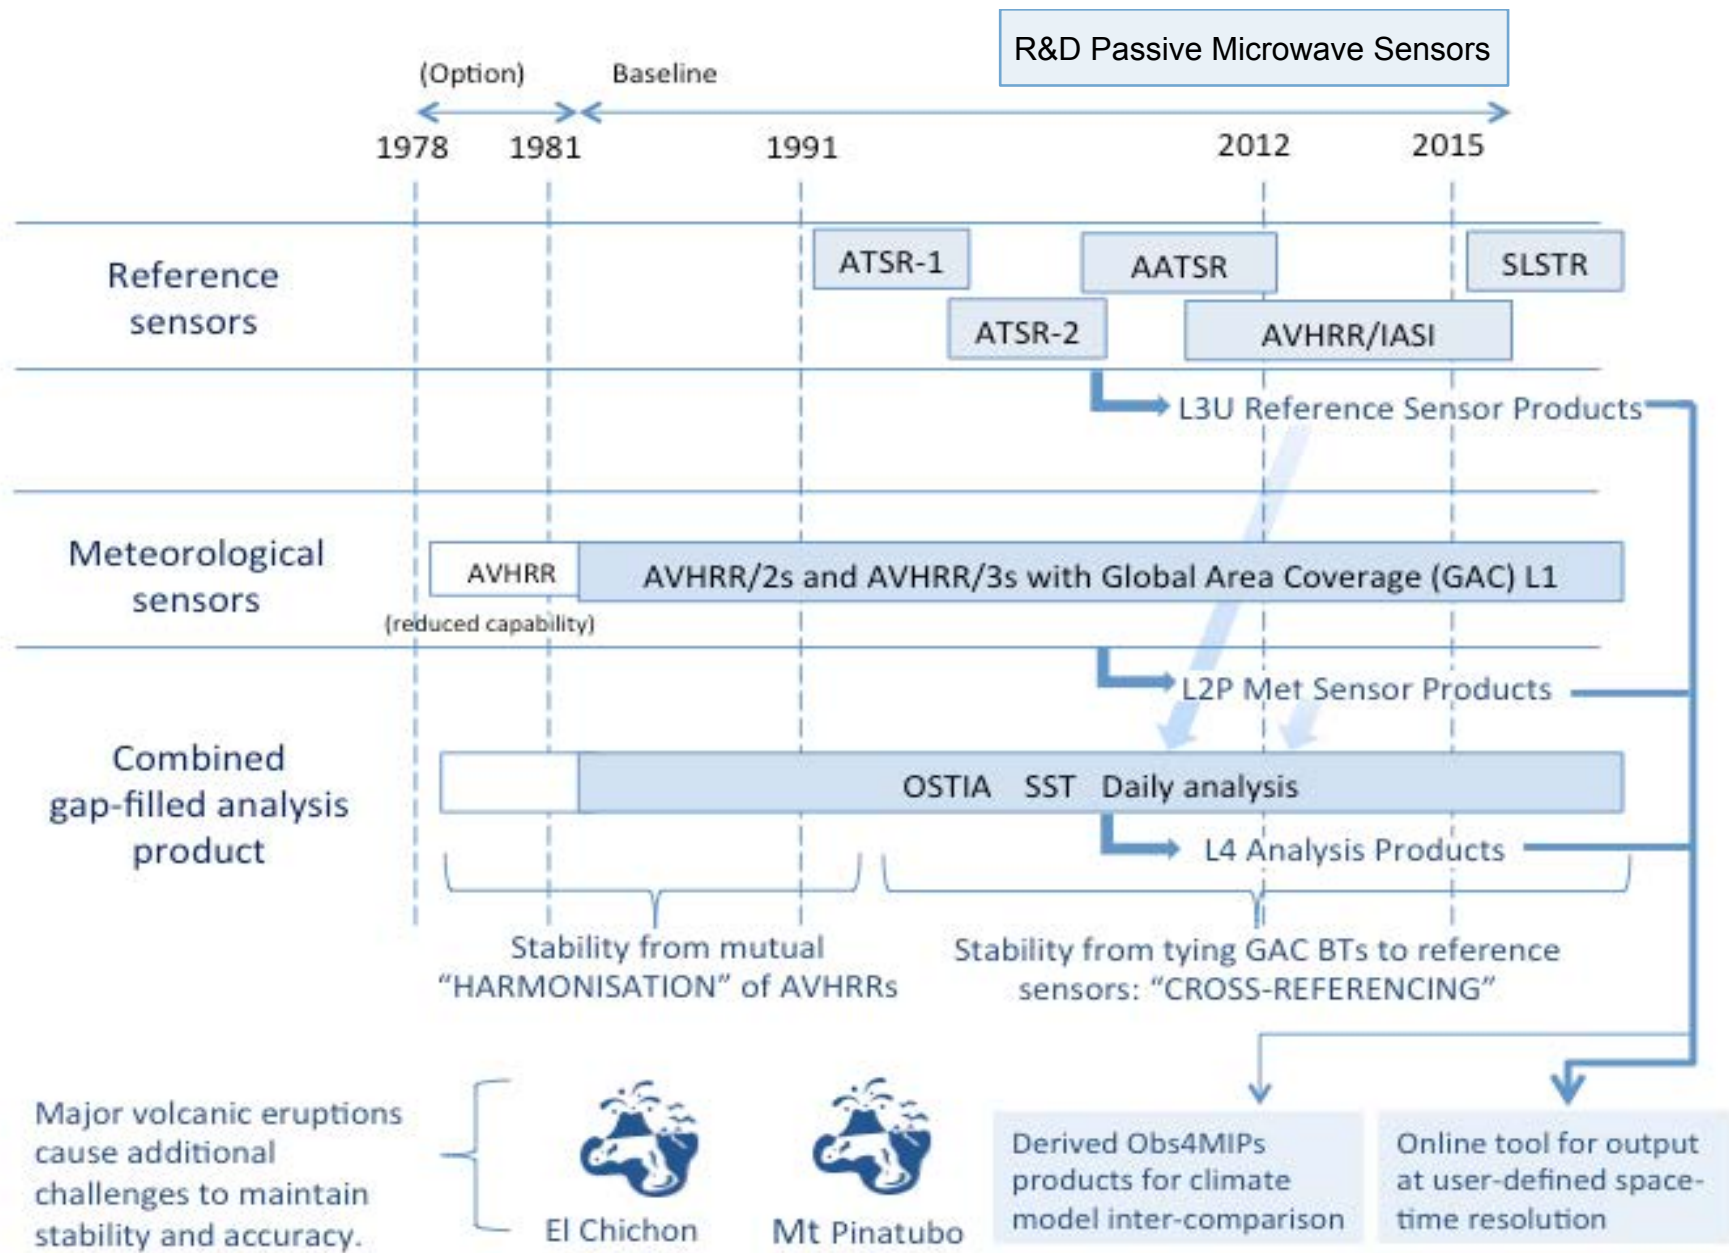 R&D Passive Microwave Sensors
(Option)
Baseline
1978
1981
1991
2012
2015
Reference
sensors
ATSR-1
AATSR
SLSTR
ATSR-2
AVHRR/IASI
L3U Reference Sensor Products
Meteorological
sensors
AVHRR
(reduced capability)
AVHRR/2s and AVHRR/3s with Global Area Coverage (GAC) L1
L2P Met Sensor Products
Combined
gap-filled analysis
product
OSTIA SST Daily analysis
L4 Analysis Products
Stability from mutual
“HARMONISATION” of AVHRRs
Stability from tying GAC BTs to reference
sensors: “CROSS-REFERENCING”
Major volcanic eruptions
cause additional
challenges to maintain
stability and accuracy.
El Chichon
Mt Pinatubo
Derived Obs4MIPs
products for climate
model inter-comparison
Online tool for output
at user-defined space-
time resolution